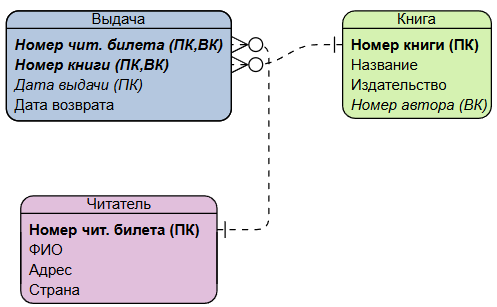 Выдача
Номер чит. билета (ПК,ВК)
Номер книги (ПК,ВК)
Дата выдачи (ПК)
Дата возврата
Книга
Номер книги (ПК)
Название
Издательство
Номер автора (ВК)
Читатель
Номер чит. билета (ПК)
ФИО
Адрес
Страна